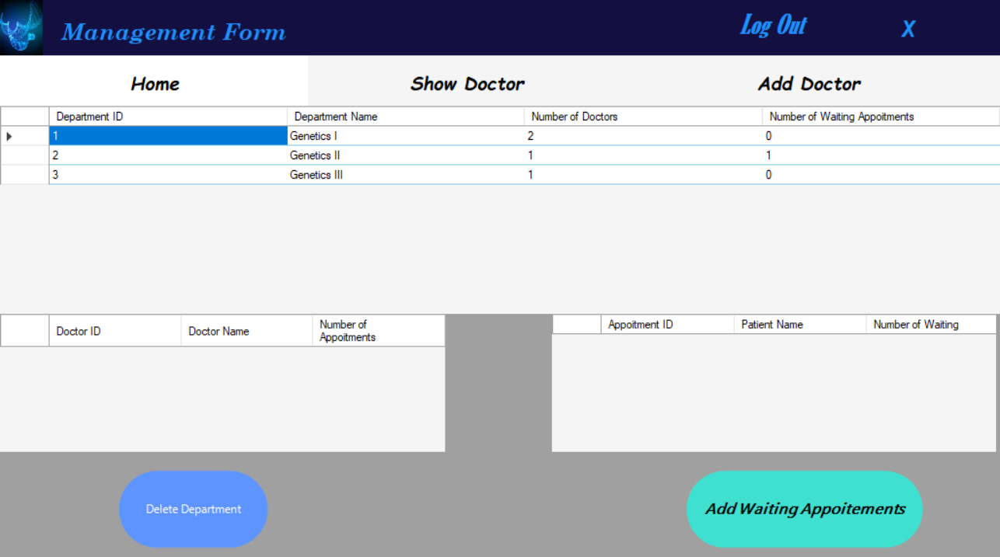 Management Form
Log Out
X
Home
Show Doctor
Add Doctor
Department ID
Department Name
Number of Doctors
Number of Waiting Appoitments
1
Genetics I
2
0
2
Genetics II
1
1
3
Genetics III
1
0
Doctor ID
Doctor Name
Number of
Appoitments
Appoitment ID
Patient Name
Number of Waiting
Delete Department
Add Waiting Appoitements